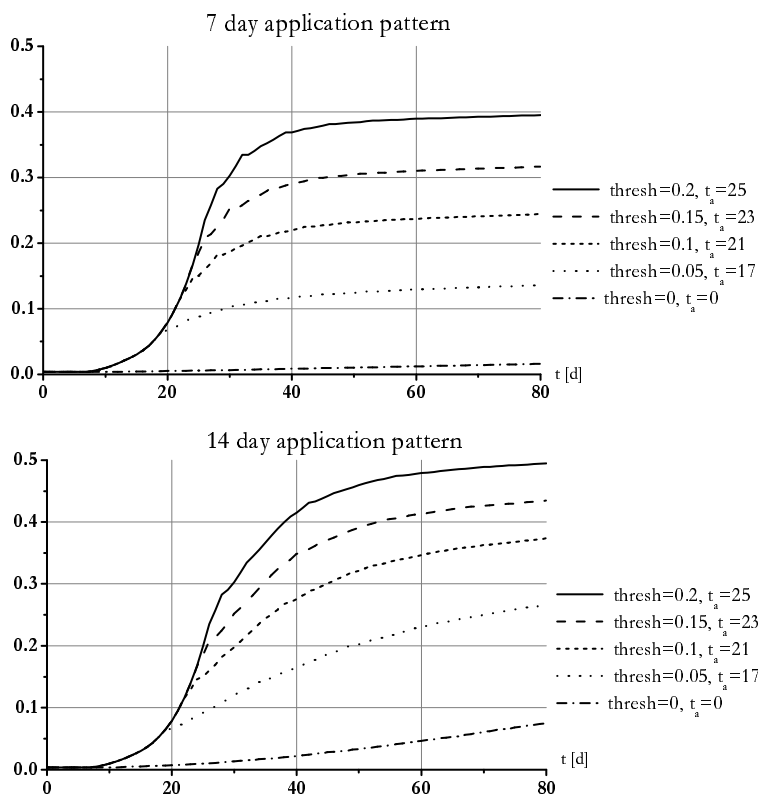 7 day application pattern
0.5
0.4
0.3
0.2
0.1
0.0
0 20 40 60 80
t [d]
thresh=0.2, ta=25
thresh=0.15, ta=23
thresh=0.1, ta=21
thresh=0.05, ta=17
thresh=0, ta=0
14 day application pattern
0.5
0.4
0.3
0.2
0.1
0.0
0 20 40 60 80
t [d]
thresh=0.2, ta=25
thresh=0.15, ta=23
thresh=0.1, ta=21
thresh=0.05, ta=17
thresh=0, ta=0